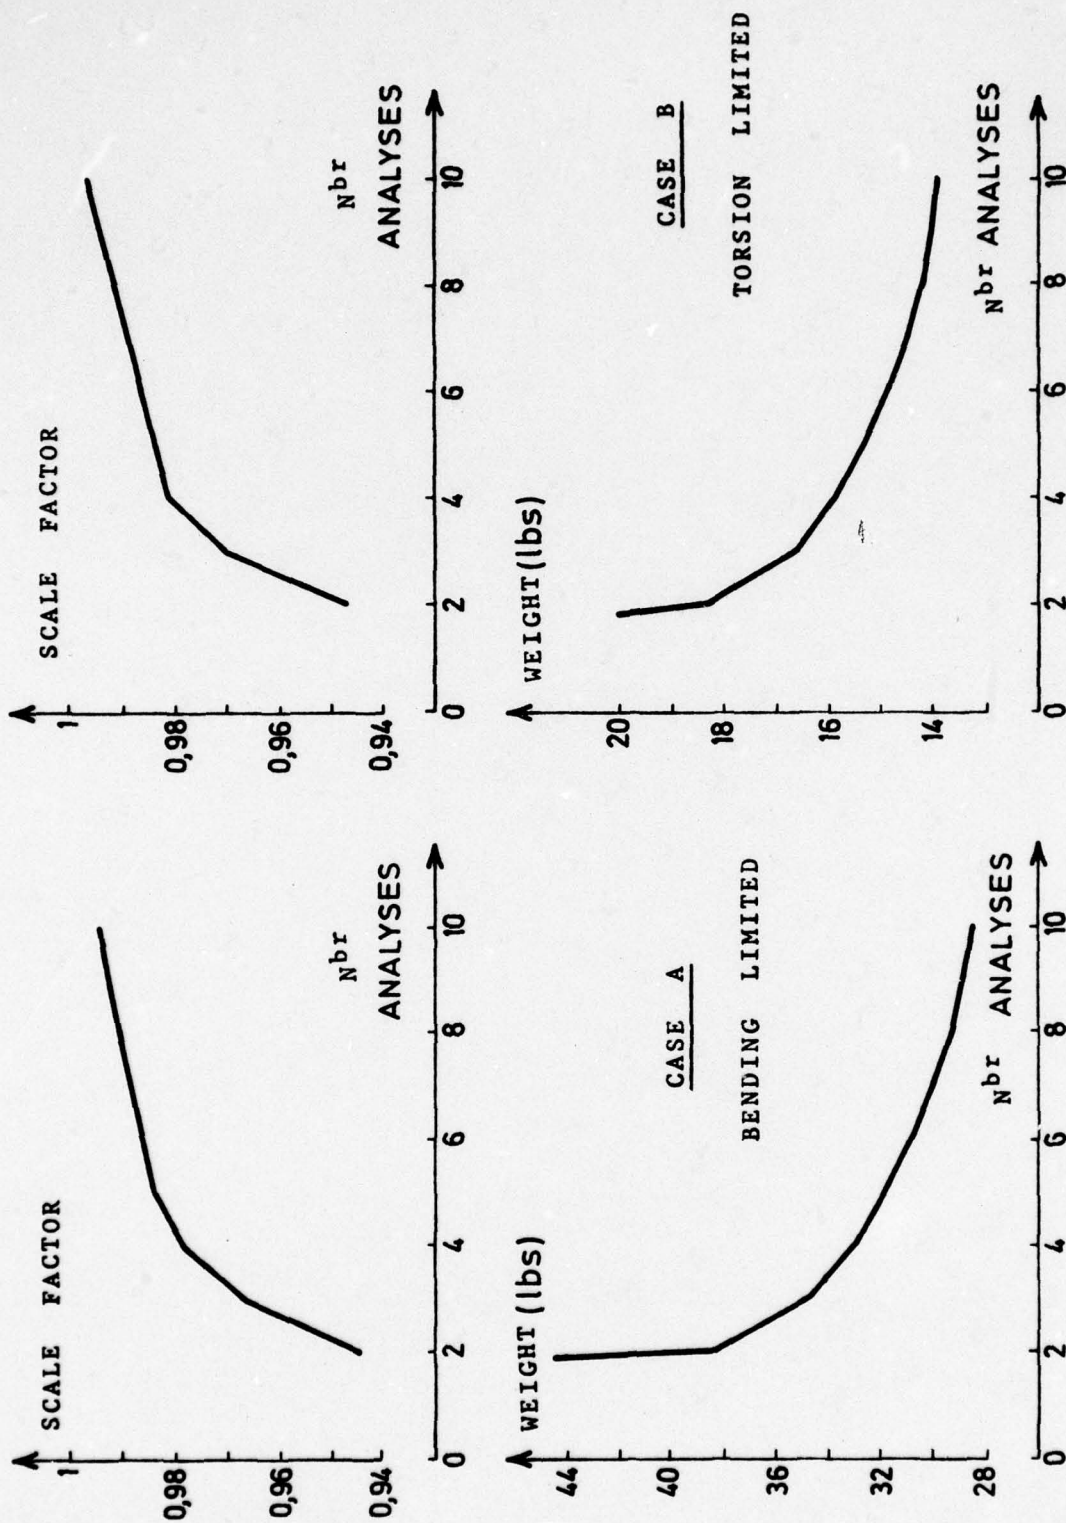 SCALE FACTOR
1
0,98
0,96
0,94
0 2 4 6 8 10
Nbr
ANALYSES
WEIGHT (lbs)
44
40
36
32
28
0 2 4 6 8 10
Nbr ANALYSES
CASE A
BENDING LIMITED
SCALE FACTOR
1
0,98
0,96
0,94
0 2 4 6 8 10
Nbr
ANALYSES
WEIGHT (lbs)
20
18
16
14
0 2 4 6 8 10
Nbr ANALYSES
CASE B
TORSION LIMITED